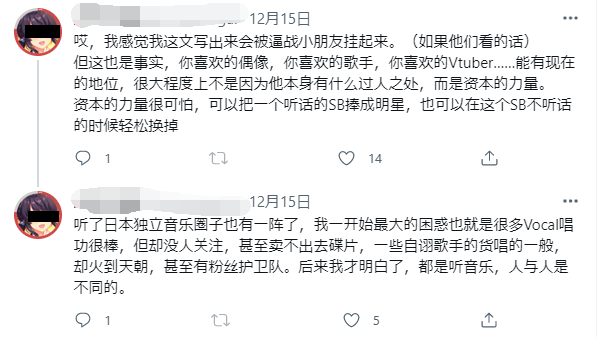 12月15日
哎，我感觉我这文写出来会被逼战小朋友挂起来。（如果他们看的话）
但这也是事实，你喜欢的偶像，你喜欢的歌手，你喜欢的Vtuber......能有现在
的地位，很大程度上不是因为他本身有什么过人之处，而是资本的力量。
资本的力量很可怕，可以把一个听话的SB捧成明星，也可以在这个SB不听话
的时候轻松换掉
1 14
12月15日
听了日本独立音乐圈子也有一阵了，我一开始最大的困惑也就是很多Vocal唱
功很棒，但却没人关注，甚至卖不出去碟片，一些自诩歌手的货唱的一般，
却火到天朝，甚至有粉丝护卫队。后来我才明白了，都是听音乐，人与人是
不同的。
1 5